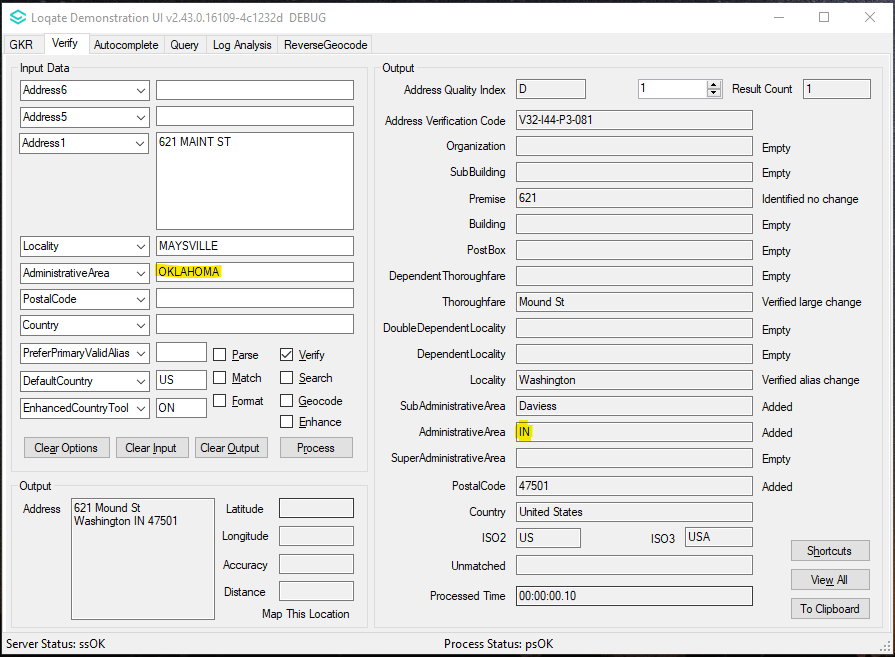 Loqate Demonstration UI v2.43.0.16109-4c1232d DEBUG
GKR Verify Autocomplete Query Log Analysis ReverseGeocode
Input Data
Address6
Address5
Address1 621 MAINT ST
Locality MAYSVILLE
AdministrativeArea OKLAHOMA
PostalCode
Country
PreferPrimaryValidAlias Parse Verify
DefaultCountry US Match Search
EnhancedCountryTool ON Format Geocode
Enhance
Clear Options Clear Input Clear Output Process
Output
Address 621 Mound St
Washington IN 47501
Latitude
Longitude
Accuracy
Distance
Map This Location
Output
Address Quality Index D 1 Result Count 1
Address Verification Code V32-I44-P3-081
Organization Empty
SubBuilding Empty
Premise 621 Identified no change
Building Empty
PostBox Empty
DependentThoroughfare Empty
Thoroughfare Mound St Verified large change
DoubleDependentLocality Empty
DependentLocality Empty
Locality Washington Verified alias change
SubAdministrativeArea Daviess Added
AdministrativeArea IN Added
SuperAdministrativeArea Empty
PostalCode 47501 Added
Country United States
ISO2 US ISO3 USA
Unmatched
Processed Time 00:00:00.10
Shortcuts
View All
To Clipboard
Server Status: ssOK Process Status: psOK